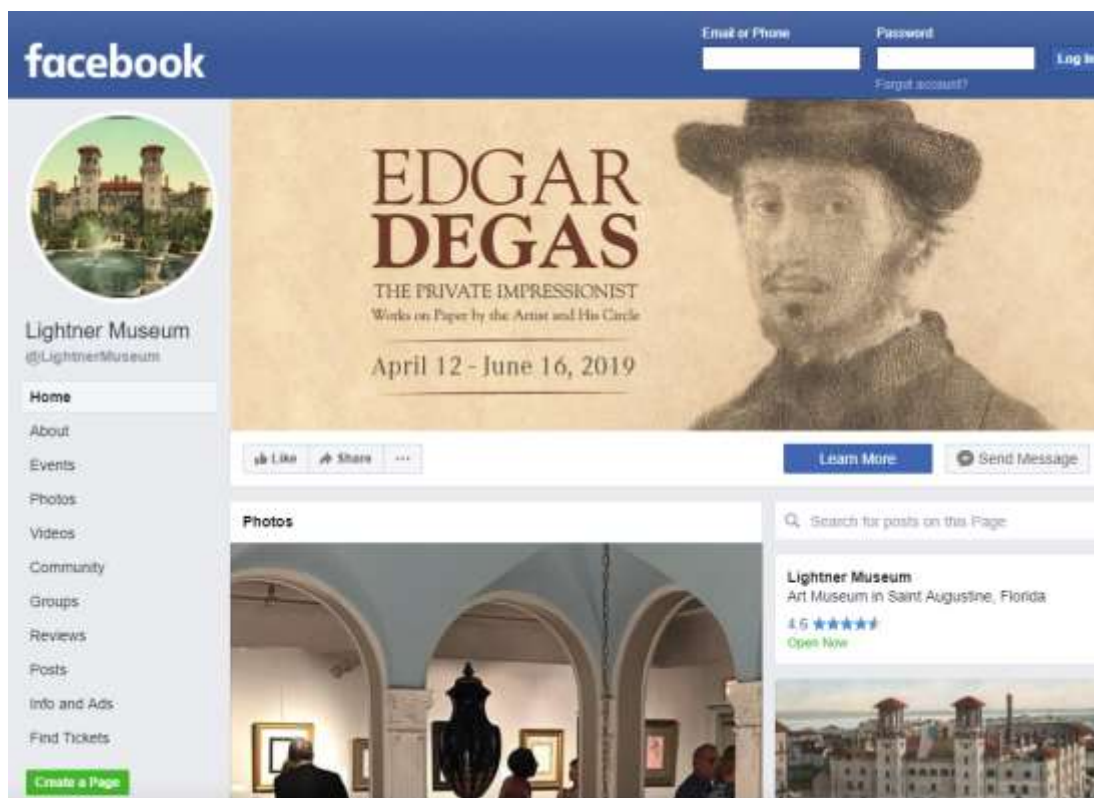 facebook
Email or Phone
Password
Log In
Forgot account?
EDGAR
DEGAS
THE PRIVATE IMPRESSIONIST
Works on Paper by the Artist and His Circle
April 12 - June 16, 2019
Lightner Museum
@LightnerMuseum
Home
About
Events
Photos
Videos
Community
Groups
Reviews
Posts
Info and Ads
Find Tickets
Create a Page
Like
Share
...
Learn More
Send Message
Photos
Search for posts on this Page
Lightner Museum
Art Museum in Saint Augustine, Florida
4.6
Open Now